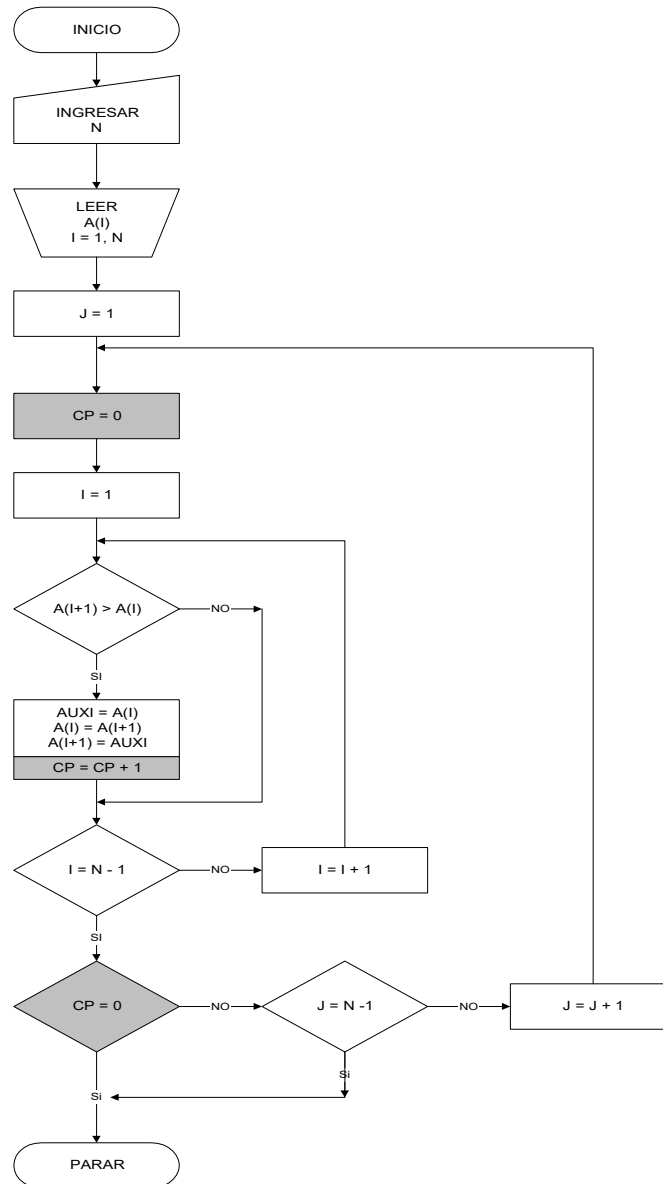 INICIO
INGRESAR
N
LEER
A(I)
I = 1, N
J = 1
CP = 0
I = 1
A(I+1) > A(I)
NO
SI
AUXI = A(I)
A(I) = A(I+1)
A(I+1) = AUXI
CP = CP + 1
I = N - 1
NO
I = I + 1
SI
CP = 0
NO
J = N -1
NO
J = J + 1
Si
Si
PARAR